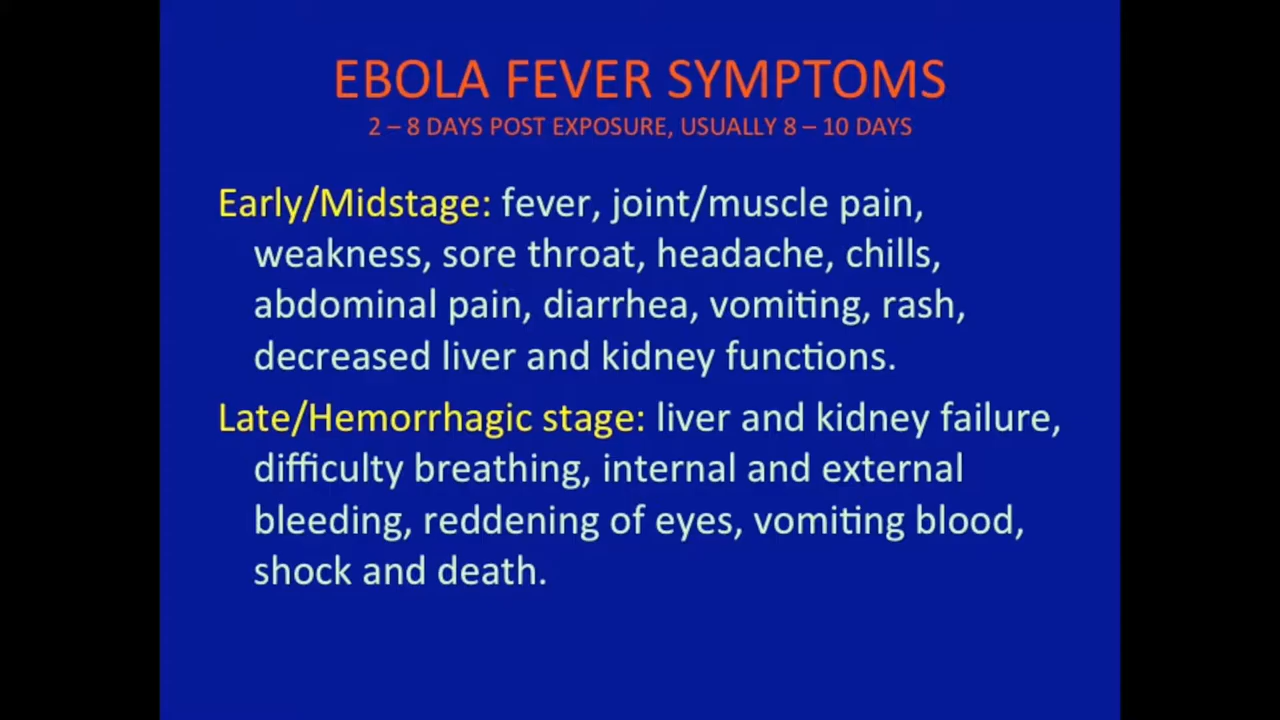 EBOLA FEVER SYMPTOMS
2 – 8 DAYS POST EXPOSURE, USUALLY 8 – 10 DAYS
Early/Midstage: fever, joint/muscle pain,
weakness, sore throat, headache, chills,
abdominal pain, diarrhea, vomiting, rash,
decreased liver and kidney functions.
Late/Hemorrhagic stage: liver and kidney failure,
difficulty breathing, internal and external
bleeding, reddening of eyes, vomiting blood,
shock and death.